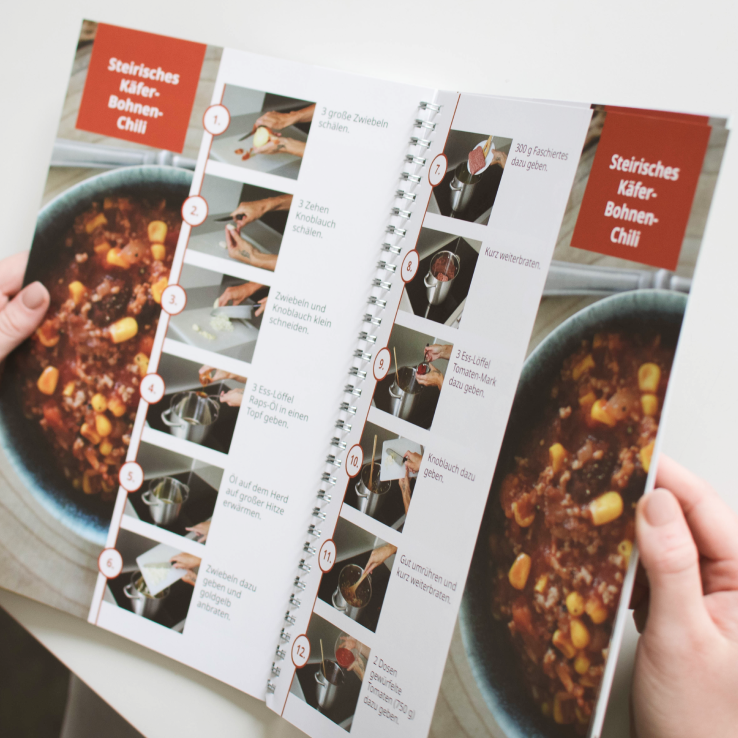 Steirisches
Käfer-
Bohnen-
Chili
1.
3 große Zwiebeln
schälen.
2.
3 Zehen
Knoblauch
schälen.
3.
Zwiebeln und
Knoblauch klein
schneiden.
4.
3 Ess-Löffel
Raps-Öl in einen
Topf geben.
5.
Öl auf dem Herd
auf großer Hitze
erwärmen.
6.
Zwiebeln dazu
geben und
goldgelb
anbraten.
7.
300 g Faschiertes
dazu geben.
8.
Kurz weiterbraten.
9.
3 Ess-Löffel
Tomaten-Mark
dazu geben.
10.
Knoblauch dazu
geben.
11.
Gut umrühren und
kurz weiterbraten.
12.
2 Dosen
gewürfelte
Tomaten (750 g)
dazu geben.
Steirisches
Käfer-
Bohnen-
Chili